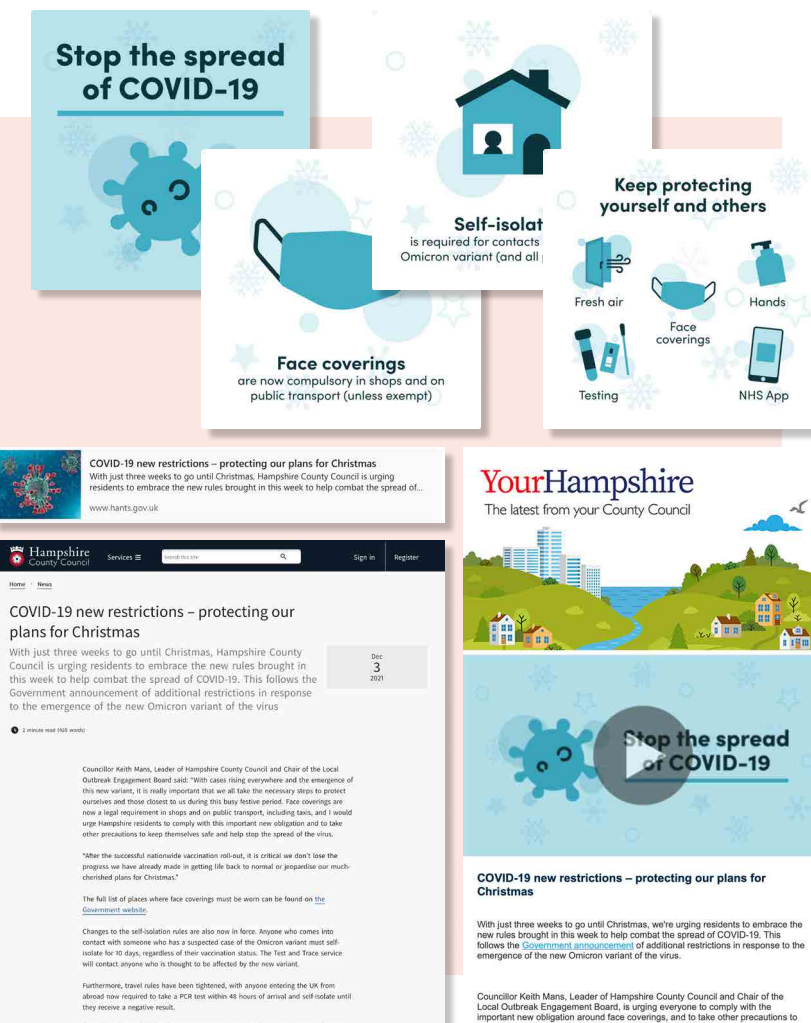 Stop the spread
of COVID-19
Self-isolat
is required for contacts
Omicron variant (and all
Face coverings
are now compulsory in shops and on
public transport (unless exempt)
Keep protecting
yourself and others
Fresh air
Face
coverings
Hands
Testing
NHS App
COVID-19 new restrictions – protecting our plans for Christmas
With just three weeks to go until Christmas, Hampshire County Council is urging
residents to embrace the new rules brought in this week to help combat the spread of...
www.hants.gov.uk
Hampshire
County Council
Services
Search this site
Sign in
Register
Home
News
COVID-19 new restrictions – protecting our
plans for Christmas
With just three weeks to go until Christmas, Hampshire County
Council is urging residents to embrace the new rules brought in
this week to help combat the spread of COVID-19. This follows the
Government announcement of additional restrictions in response
to the emergence of the new Omicron variant of the virus
Dec
3
2021
2 minute read (420 words)
Councillor Keith Mans, Leader of Hampshire County Council and Chair of the Local
Outbreak Engagement Board said: "With cases rising everywhere and the emergence of
this new variant, it is really important that we all take the necessary steps to protect
ourselves and those closest to us during this busy festive period. Face coverings are
now a legal requirement in shops and on public transport, including taxis, and I would
urge Hampshire residents to comply with this important new obligation and to take
other precautions to keep themselves safe and help stop the spread of the virus.
"After the successful nationwide vaccination roll-out, it is critical we don't lose the
progress we have already made in getting life back to normal or jeopardise our much-
cherished plans for Christmas."
The full list of places where face coverings must be worn can be found on the
Government website.
Changes to the self-isolation rules are also now in force. Anyone who comes into
contact with someone who has a suspected case of the Omicron variant must self-
isolate for 10 days, regardless of their vaccination status. The Test and Trace service
will contact anyone who is thought to be affected by the new variant.
Furthermore, travel rules have been tightened, with anyone entering the UK from
abroad now required to take a PCR test within 48 hours of arrival and self-isolate until
they receive a negative result.
YourHampshire
The latest from your County Council
Stop the spread
of COVID-19
COVID-19 new restrictions – protecting our plans for
Christmas
With just three weeks to go until Christmas, we're urging residents to embrace the
new rules brought in this week to help combat the spread of COVID-19. This
follows the Government announcement of additional restrictions in response to the
emergence of the new Omicron variant of the virus.
Councillor Keith Mans, Leader of Hampshire County Council and Chair of the
Local Outbreak Engagement Board, is urging everyone to comply with the
important new obligation around face coverings, and to take other precautions to